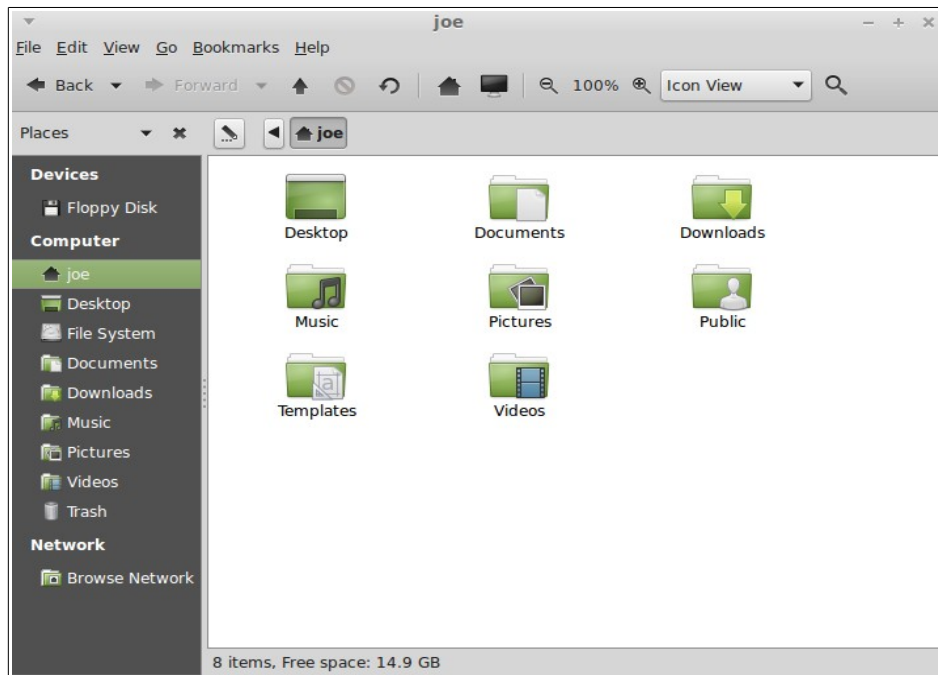 joe
File Edit View Go Bookmarks Help
Back Forward 100% Icon View
Places joe
Devices
Floppy Disk
Computer
joe
Desktop
File System
Documents
Downloads
Music
Pictures
Videos
Trash
Network
Browse Network
Desktop Documents Downloads
Music Pictures Public
Templates Videos
8 items, Free space: 14.9 GB